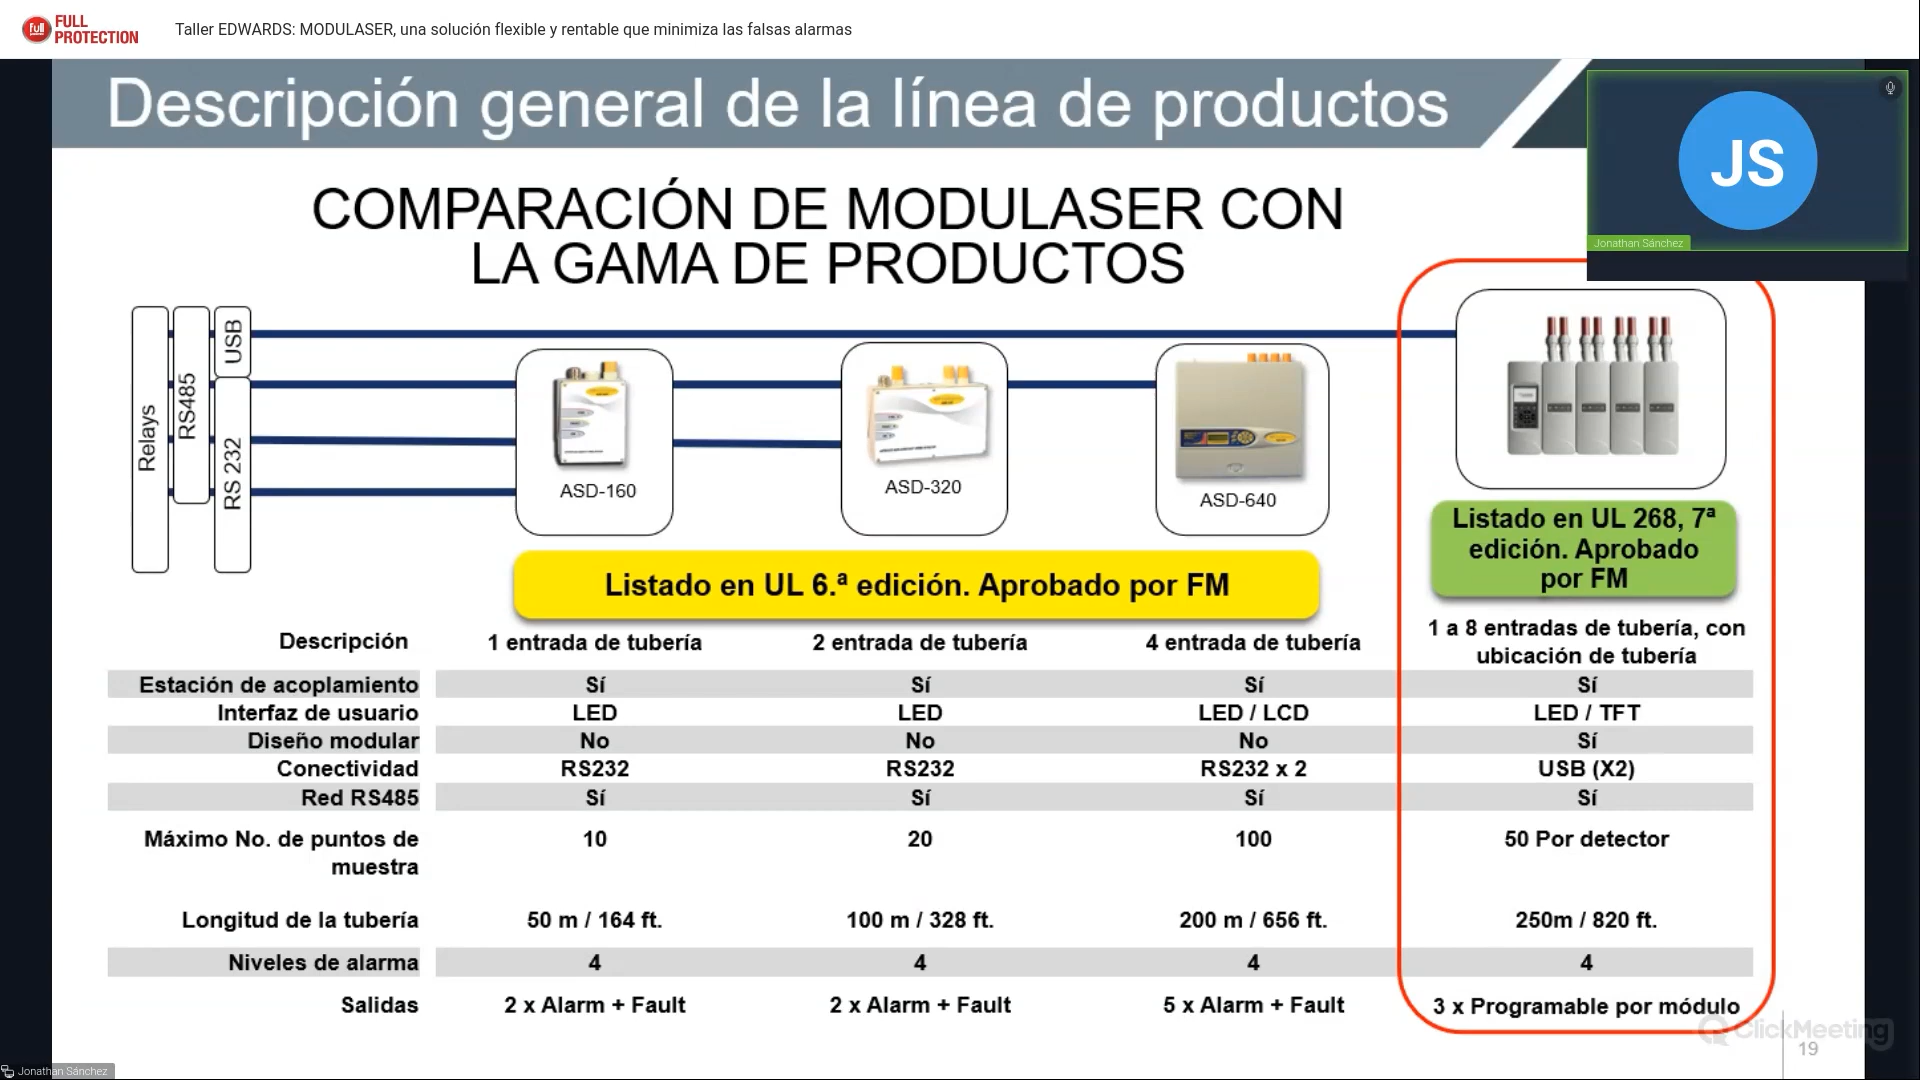 full
FULL
PROTECTION
Taller EDWARDS: MODULASER, una solución flexible y rentable que minimiza las falsas alarmas
Descripción general de la línea de productos
JS
Jonathan Sánchez
COMPARACIÓN DE MODULASER CON
LA GAMA DE PRODUCTOS
Relays
RS485
USB
RS 232
ASD-160
ASD-320
ASD-640
Listado en UL 6.ª edición. Aprobado por FM
Listado en UL 268, 7ª
edición. Aprobado
por FM
Descripción 1 entrada de tubería 2 entrada de tubería 4 entrada de tubería 1 a 8 entradas de tubería, con
ubicación de tubería
Estación de acoplamiento Sí Sí Sí Sí
Interfaz de usuario LED LED LED / LCD LED / TFT
Diseño modular No No No Sí
Conectividad RS232 RS232 RS232 x 2 USB (X2)
Red RS485 Sí Sí Sí Sí
Máximo No. de puntos de 10 20 100 50 Por detector
muestra
Longitud de la tubería 50 m / 164 ft. 100 m / 328 ft. 200 m / 656 ft. 250m / 820 ft.
Niveles de alarma 4 4 4 4
Salidas 2 x Alarm + Fault 2 x Alarm + Fault 5 x Alarm + Fault 3 x Programable por módulo
ClickMeeting
19
Jonathan Sánchez